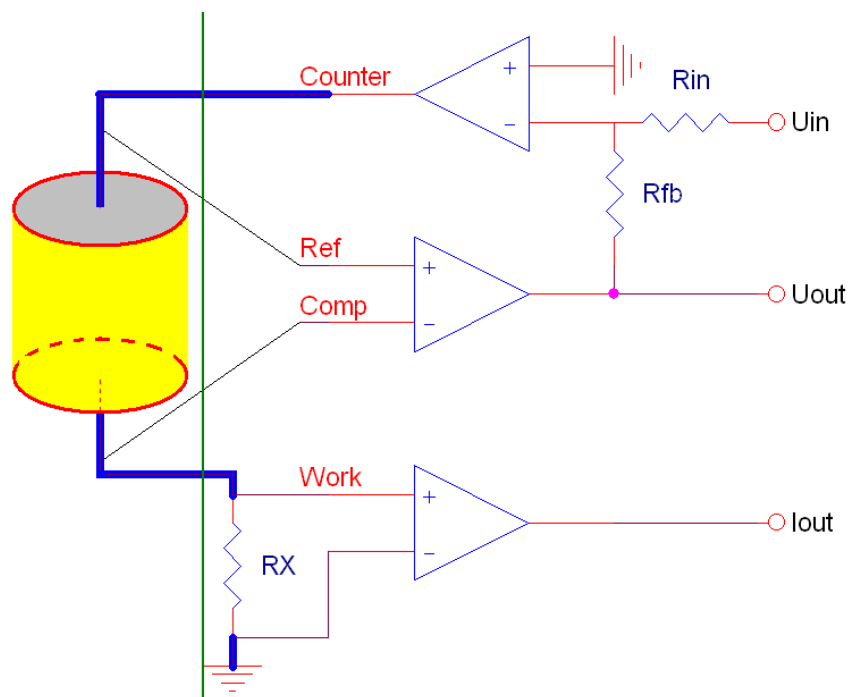 Counter
+
−
Rin
Uin
Rfb
Ref
+
Comp
−
Uout
Work
+
−
Iout
RX